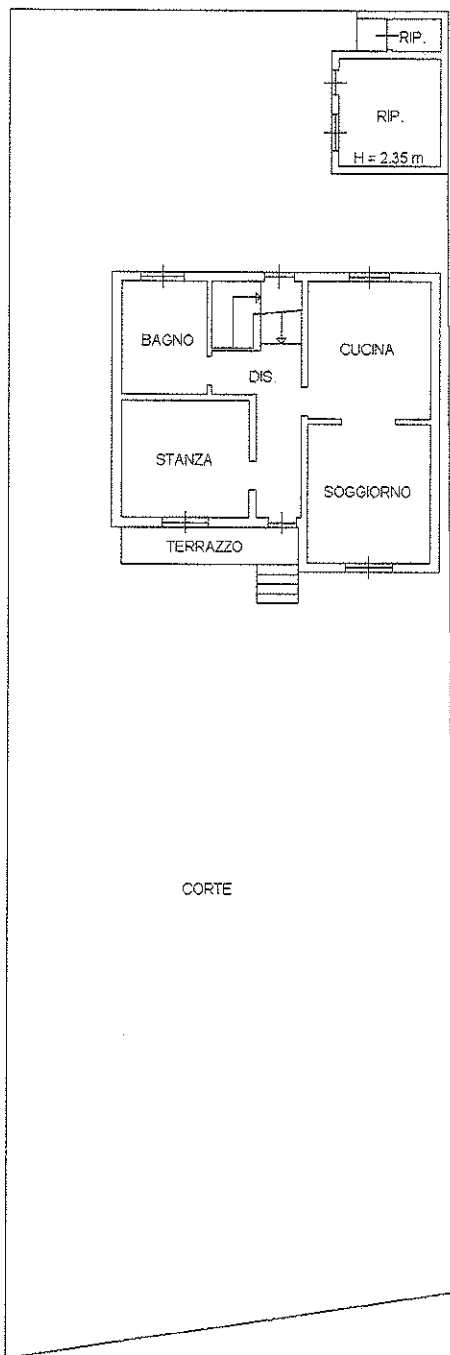 RIP.
RIP.
H = 2.35 m
BAGNO
CUCINA
DIS.
STANZA
SOGGIORNO
TERRAZZO
CORTE